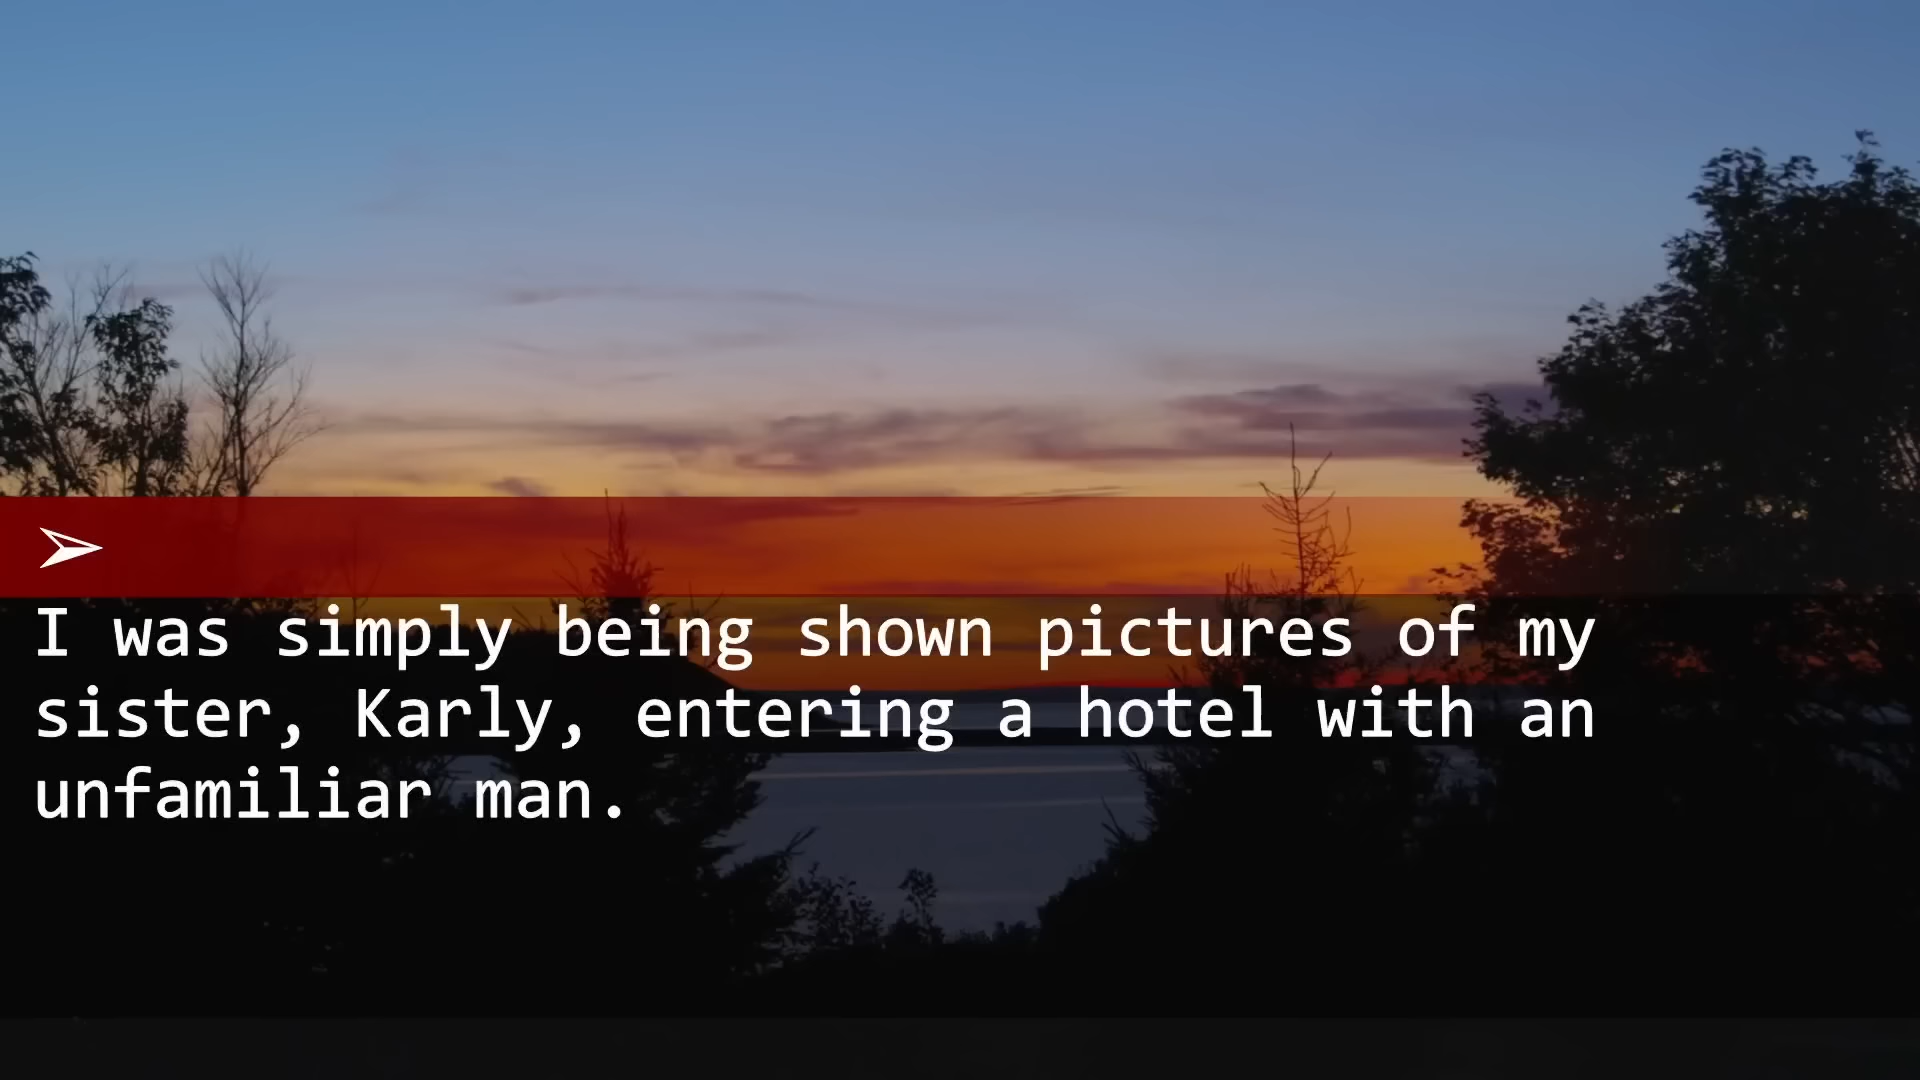 I was simply being shown pictures of my
sister, Karly, entering a hotel with an
unfamiliar man.